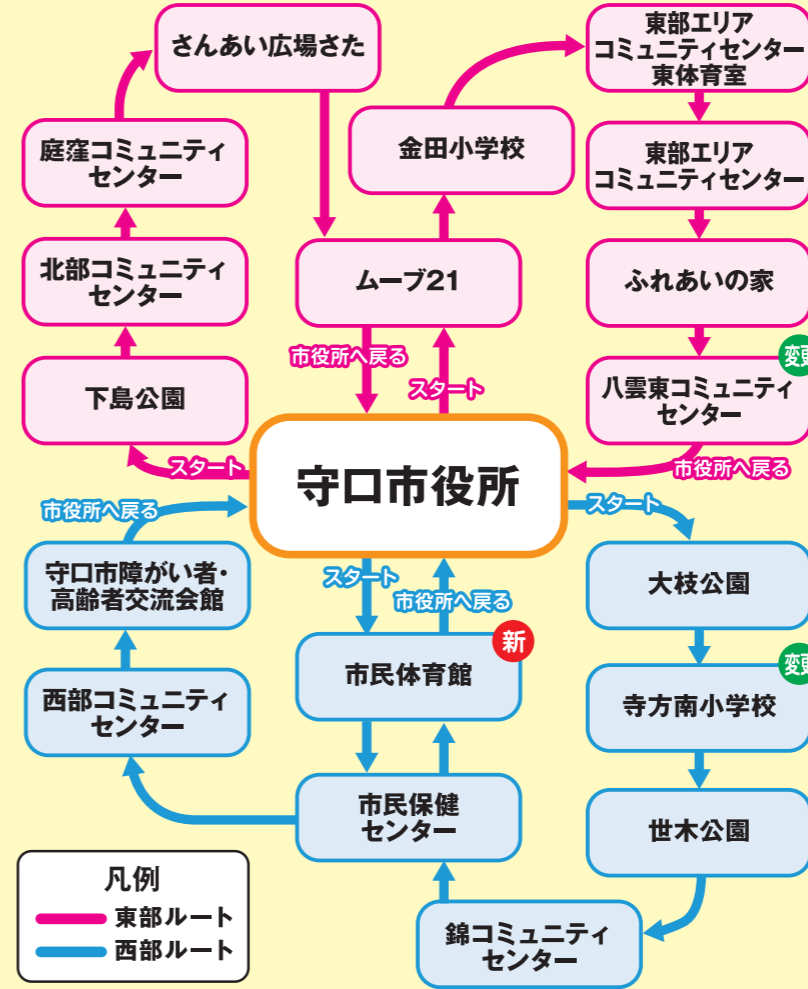 さんあい広場さた
東部エリア
コミュニティセンター
東体育室
庭窪コミュニティ
センター
金田小学校
東部エリア
コミュニティセンター
北部コミュニティ
センター
ムーブ21
ふれあいの家
変更
下島公園
市役所へ戻る
スタート
八雲東コミュニティ
センター
スタート
守口市役所
市役所へ戻る
市役所へ戻る
スタート
守口市障がい者・
高齢者交流会館
スタート
市役所へ戻る
大枝公園
新
変更
西部コミュニティ
センター
市民体育館
寺方南小学校
市民保健
センター
世木公園
凡例
東部ルート
西部ルート
錦コミュニティ
センター